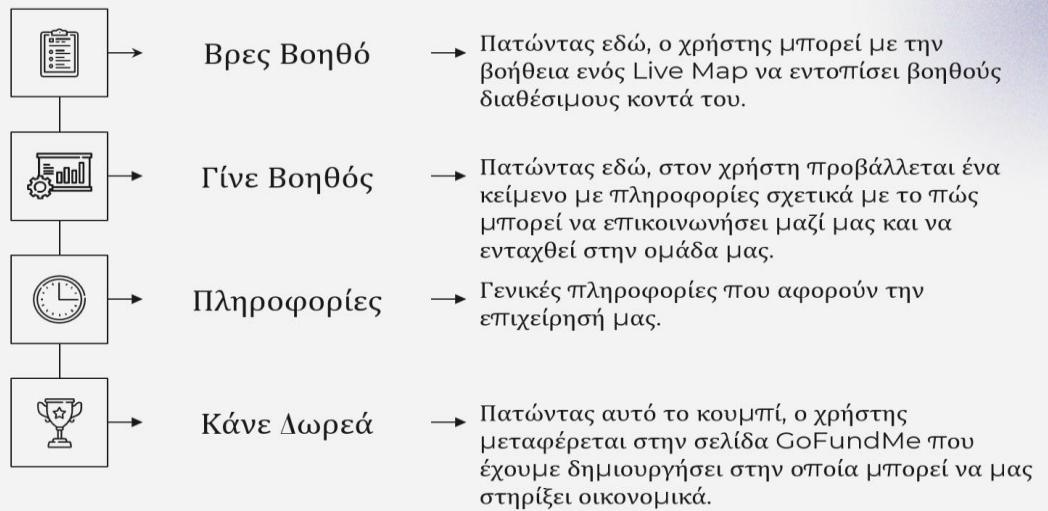 Βρες Βοηθό
Πατώντας εδώ, ο χρήστης μπορεί με την
βοήθεια ενός Live Map να εντοπίσει βοηθούς
διαθέσιμους κοντά του.
Γίνε Βοηθός
Πατώντας εδώ, στον χρήστη προβάλλεται ένα
κείμενο με πληροφορίες σχετικά με το πώς
μπορεί να επικοινωνήσει μαζί μας και να
ενταχθεί στην ομάδα μας.
Πληροφορίες
Γενικές πληροφορίες που αφορούν την
επιχείρησή μας.
Κάνε Δωρεά
Πατώντας αυτό το κουμπί, ο χρήστης
μεταφέρεται στην σελίδα GoFundMe που
έχουμε δημιουργήσει στην οποία μπορεί να μας
στηρίξει οικονομικά.